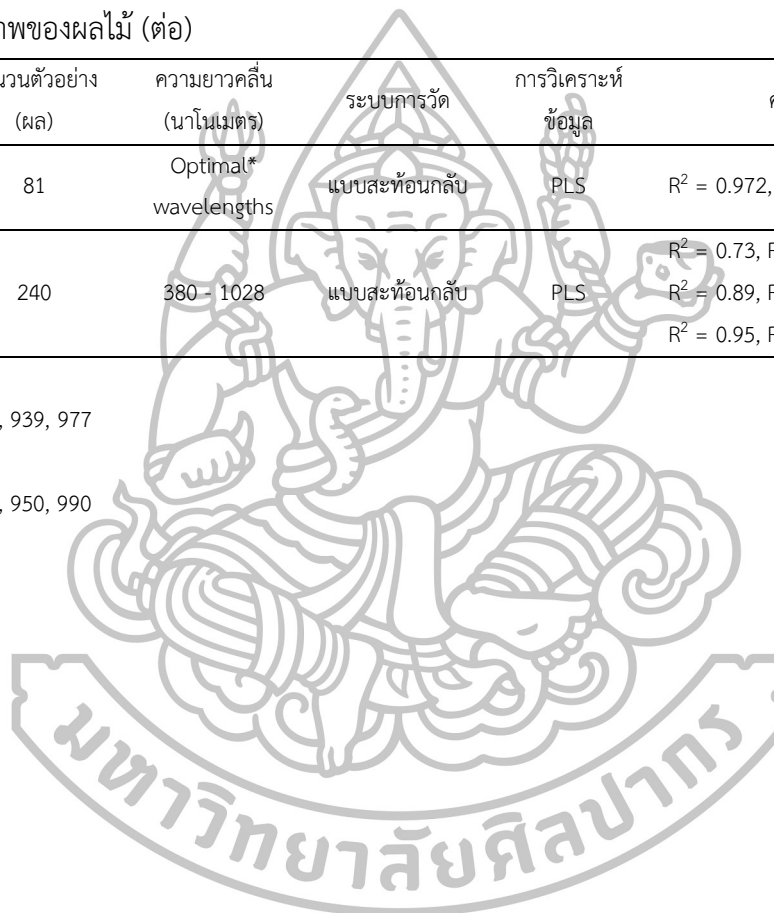 าพของผลไม้ (ต่อ)
นวนตัวอย่าง (ผล) ความยาวคลื่น (นาโนเมตร) ระบบการวัด การวิเคราะห์ ข้อมูล
81 Optimal* wavelengths แบบสะท้อนกลับ PLS R² = 0.972,
R² = 0.73,
240 380 - 1028 แบบสะท้อนกลับ PLS R² = 0.89,
R² = 0.95,
, 939, 977
, 950, 990
มหาวิทยาลัยศิลปากร